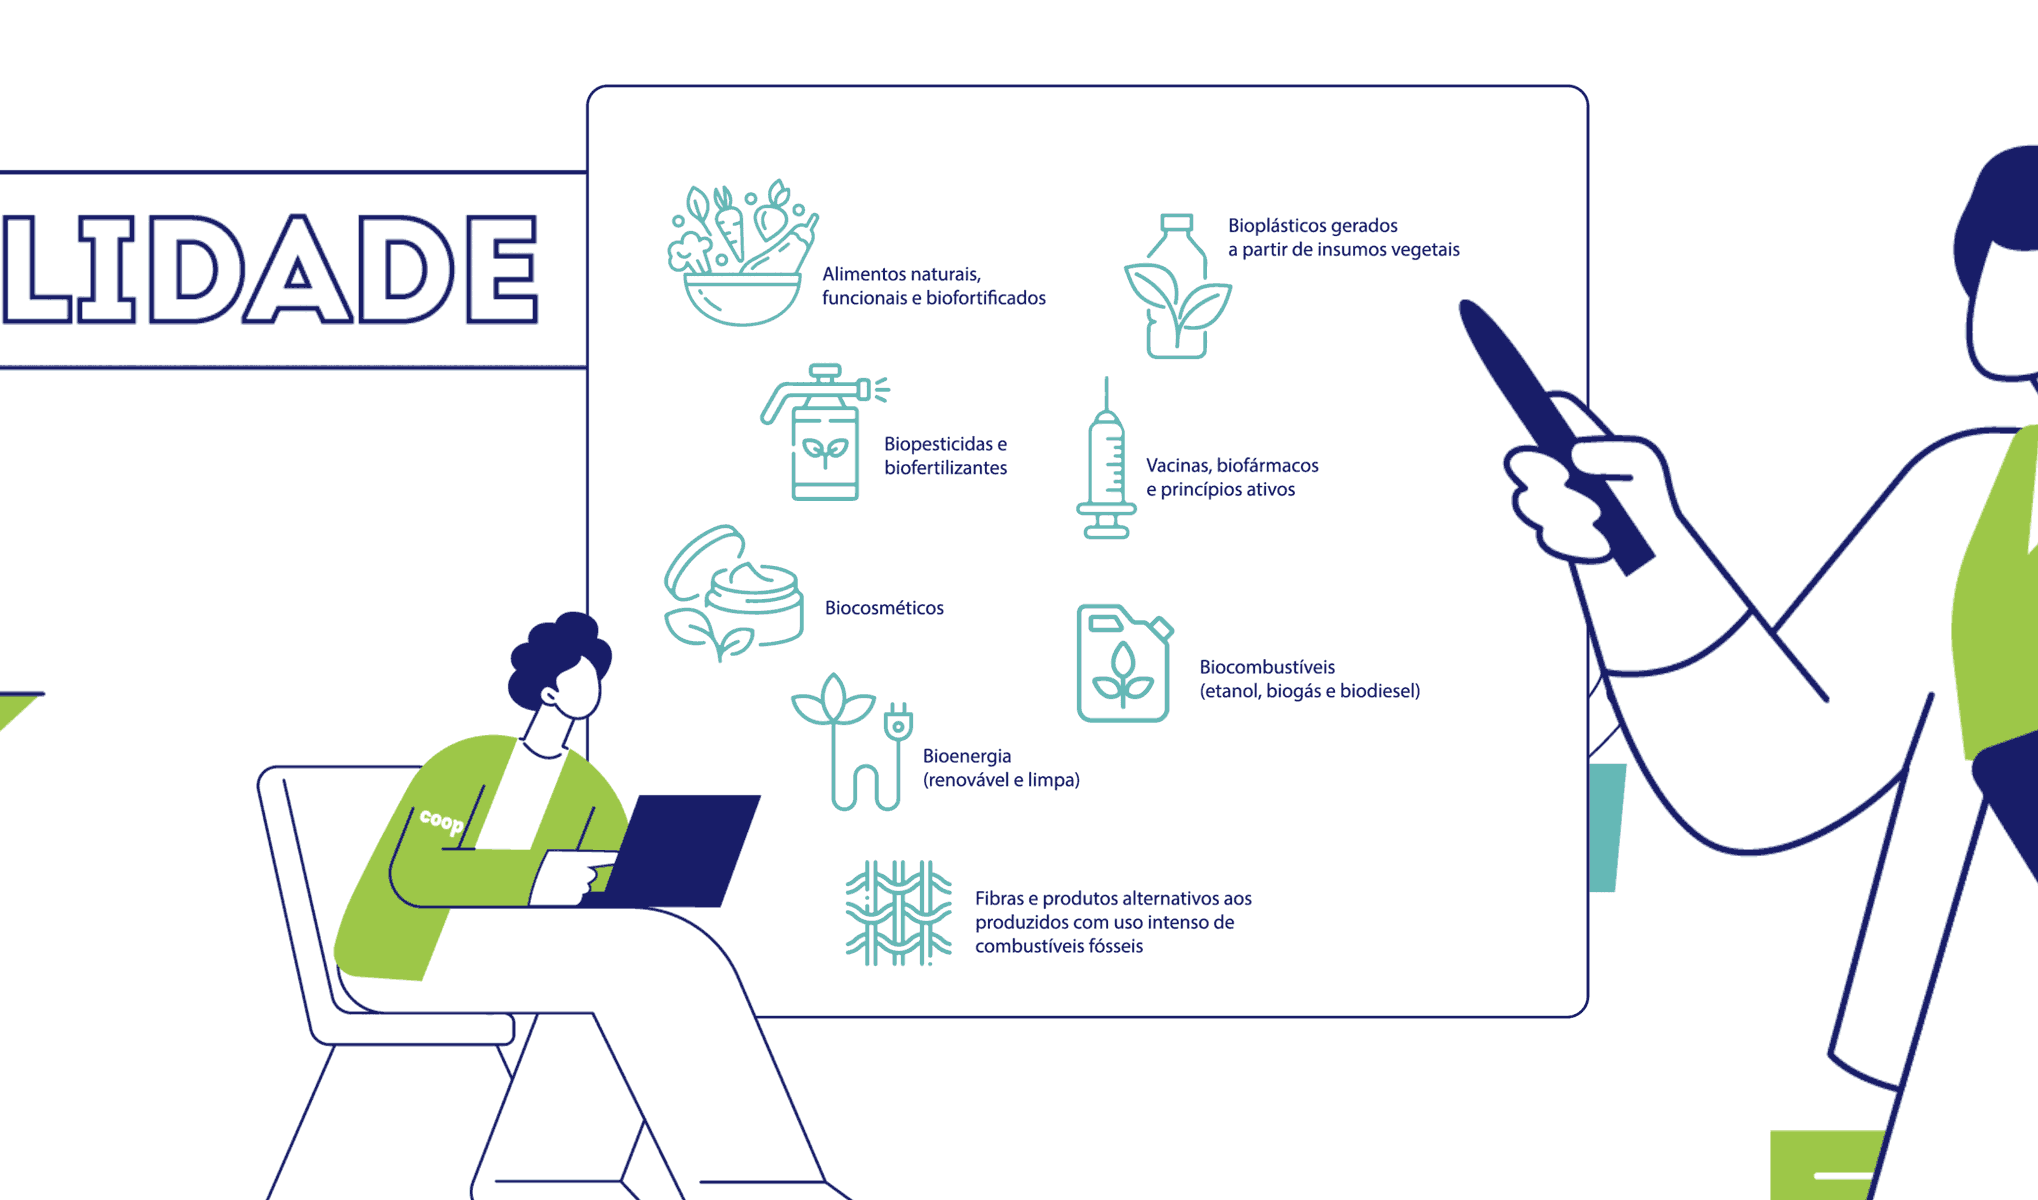 LIDADE
Alimentos naturais,
funcionais e biofortificados
Bioplásticos gerados
a partir de insumos vegetais
Biopesticidas e
biofertilizantes
Vacinas, biofármacos
e princípios ativos
Biocosméticos
Biocombustíveis
(etanol, biogás e biodiesel)
Bioenergia
(renovável e limpa)
coop
Fibras e produtos alternativos aos
produzidos com uso intenso de
combustíveis fósseis